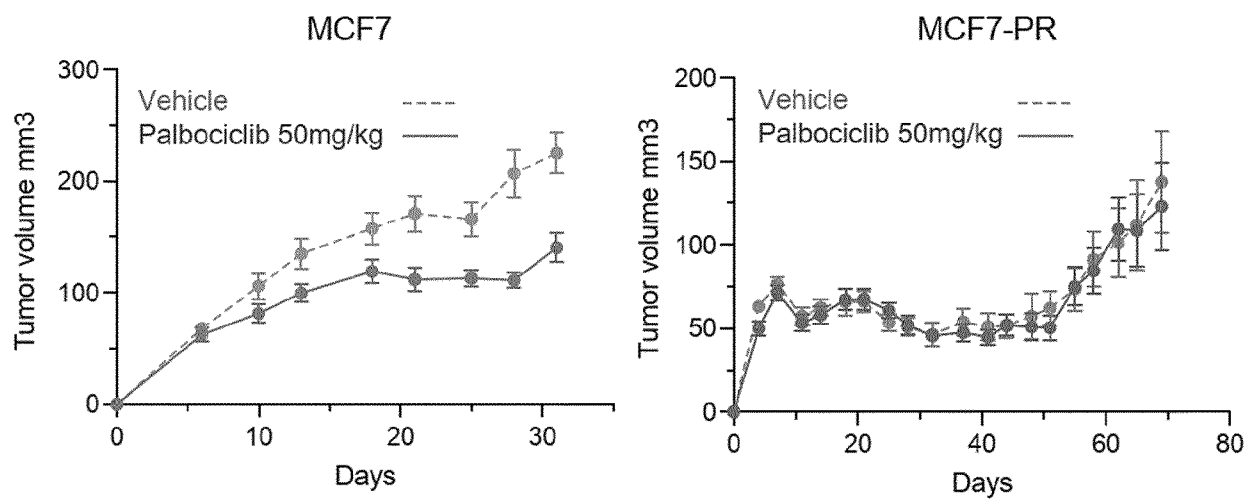 MCF7
300
200
100
0
Tumor volume mm3
Vehicle
Palbociclib 50mg/kg
0 10 20 30
Days
MCF7-PR
200
150
100
50
0
Tumor volume mm3
Vehicle
Palbociclib 50mg/kg
0 20 40 60 80
Days